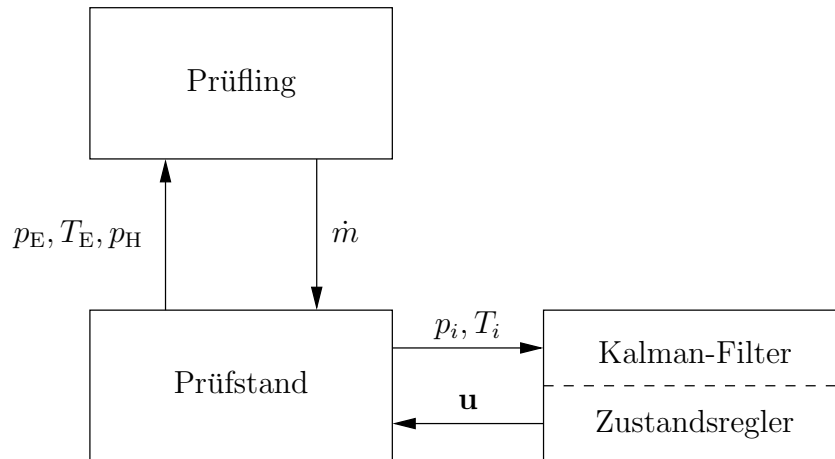 Prüfling
p_E, T_E, p_H
ṁ
p_i, T_i
Kalman-Filter
Prüfstand
u
Zustandsregler